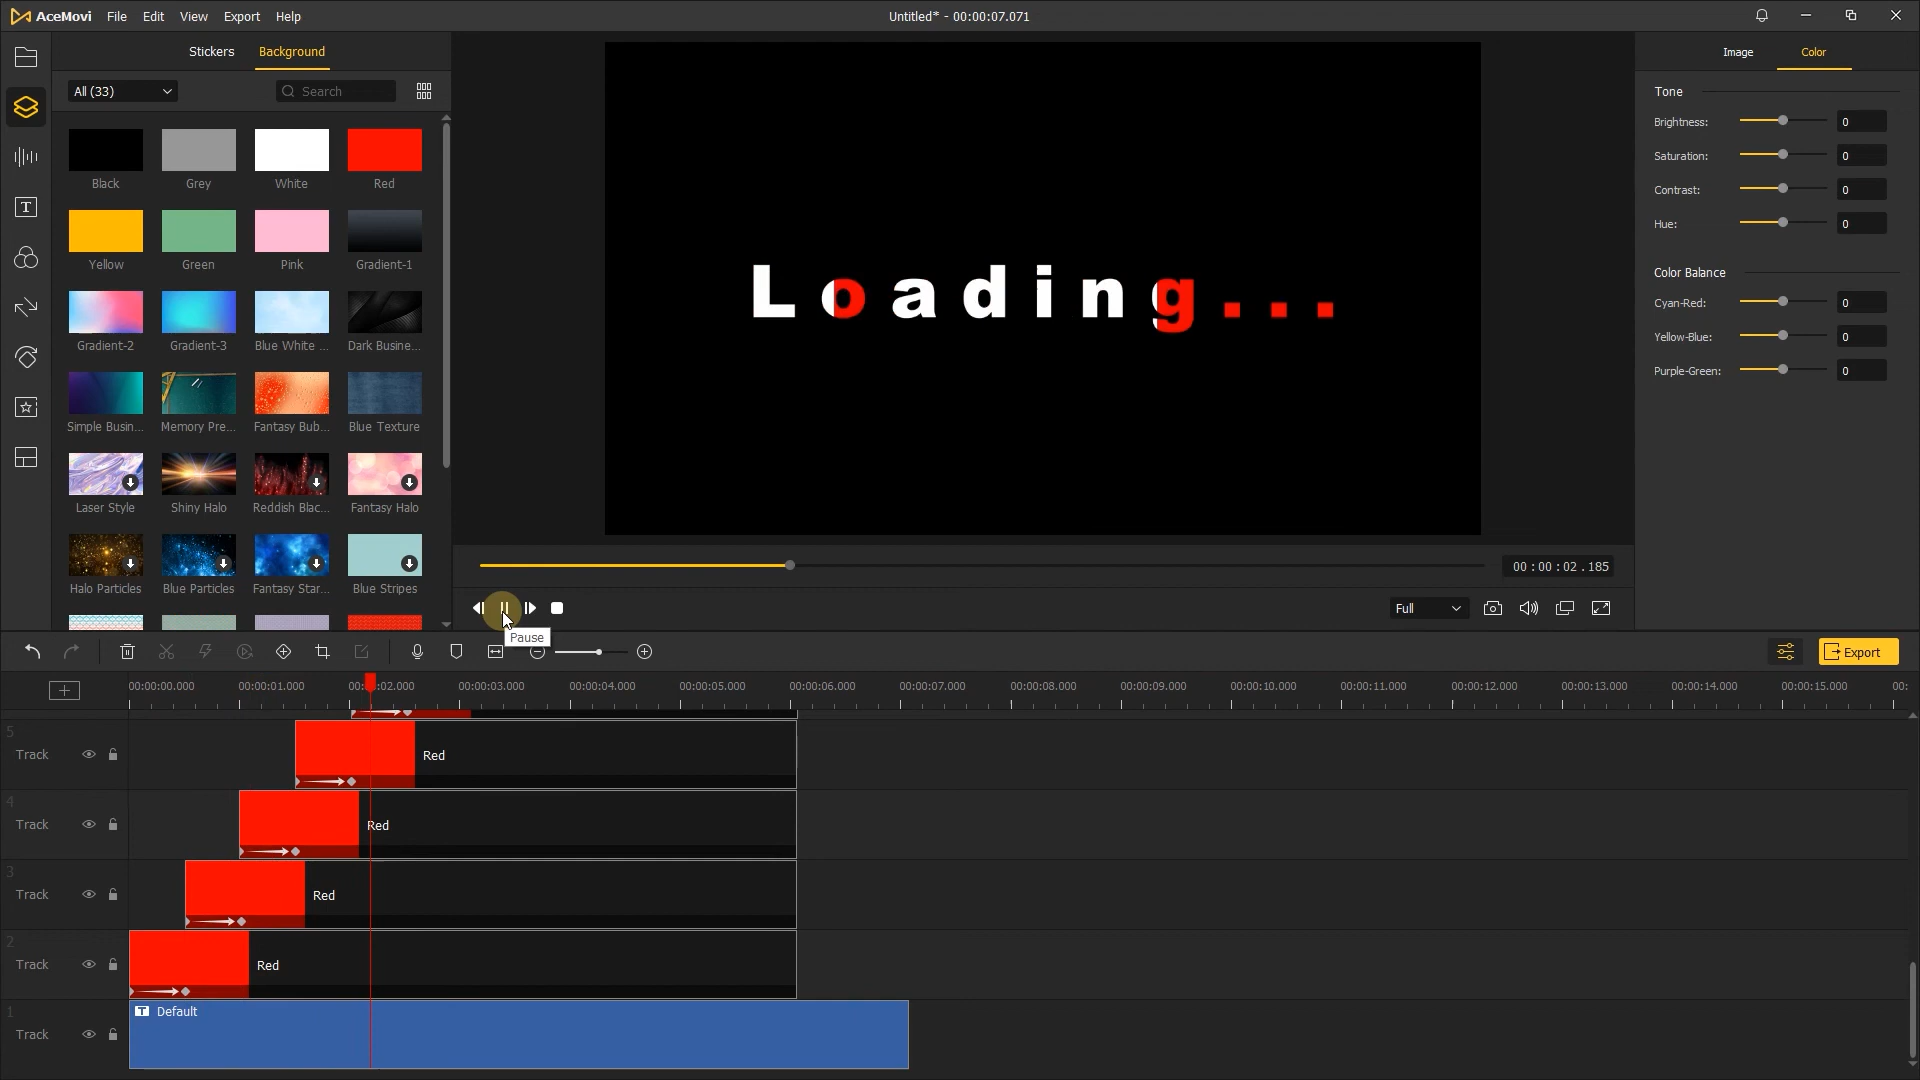 AceMovi File Edit View Export Help Untitled* - 00:00:07.071
Stickers Background
All (33) Search
Black Grey White Red
Yellow Green Pink Gradient-1
Gradient-2 Gradient-3 Blue White ... Dark Busine...
Simple Busin... Memory Pre... Fantasy Bub... Blue Texture
Laser Style Shiny Halo Reddish Blac... Fantasy Halo
Halo Particles Blue Particles Fantasy Star... Blue Stripes
Loading...
00 : 00 : 02 . 185
Full
Pause
Image Color
Tone
Brightness: 0
Saturation: 0
Contrast: 0
Hue: 0
Color Balance
Cyan-Red: 0
Yellow-Blue: 0
Purple-Green: 0
Export
00:00:00.000 00:00:01.000 00:00:02.000 00:00:03.000 00:00:04.000 00:00:05.000 00:00:06.000 00:00:07.000 00:00:08.000 00:00:09.000 00:00:10.000 00:00:11.000 00:00:12.000 00:00:13.000 00:00:14.000 00:00:15.000 00:
5
Track Red
4
Track Red
3
Track Red
2
Track Red
1
T Default
Track